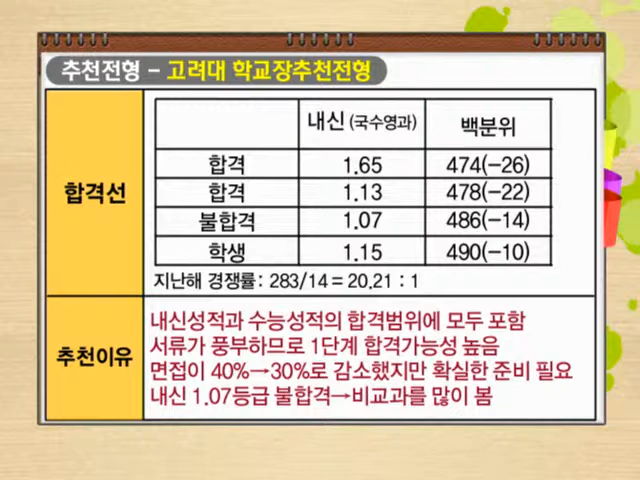 추천전형 - 고려대 학교장추천전형
합격선
내신 (국수영과) 백분위
합격 1.65 474(-26)
합격 1.13 478(-22)
불합격 1.07 486(-14)
학생 1.15 490(-10)
지난해 경쟁률 : 283/14 = 20.21 : 1
추천이유
내신성적과 수능성적의 합격범위에 모두 포함
서류가 풍부하므로 1단계 합격가능성 높음
면접이 40%→30%로 감소했지만 확실한 준비 필요
내신 1.07등급 불합격→비교과를 많이 봄